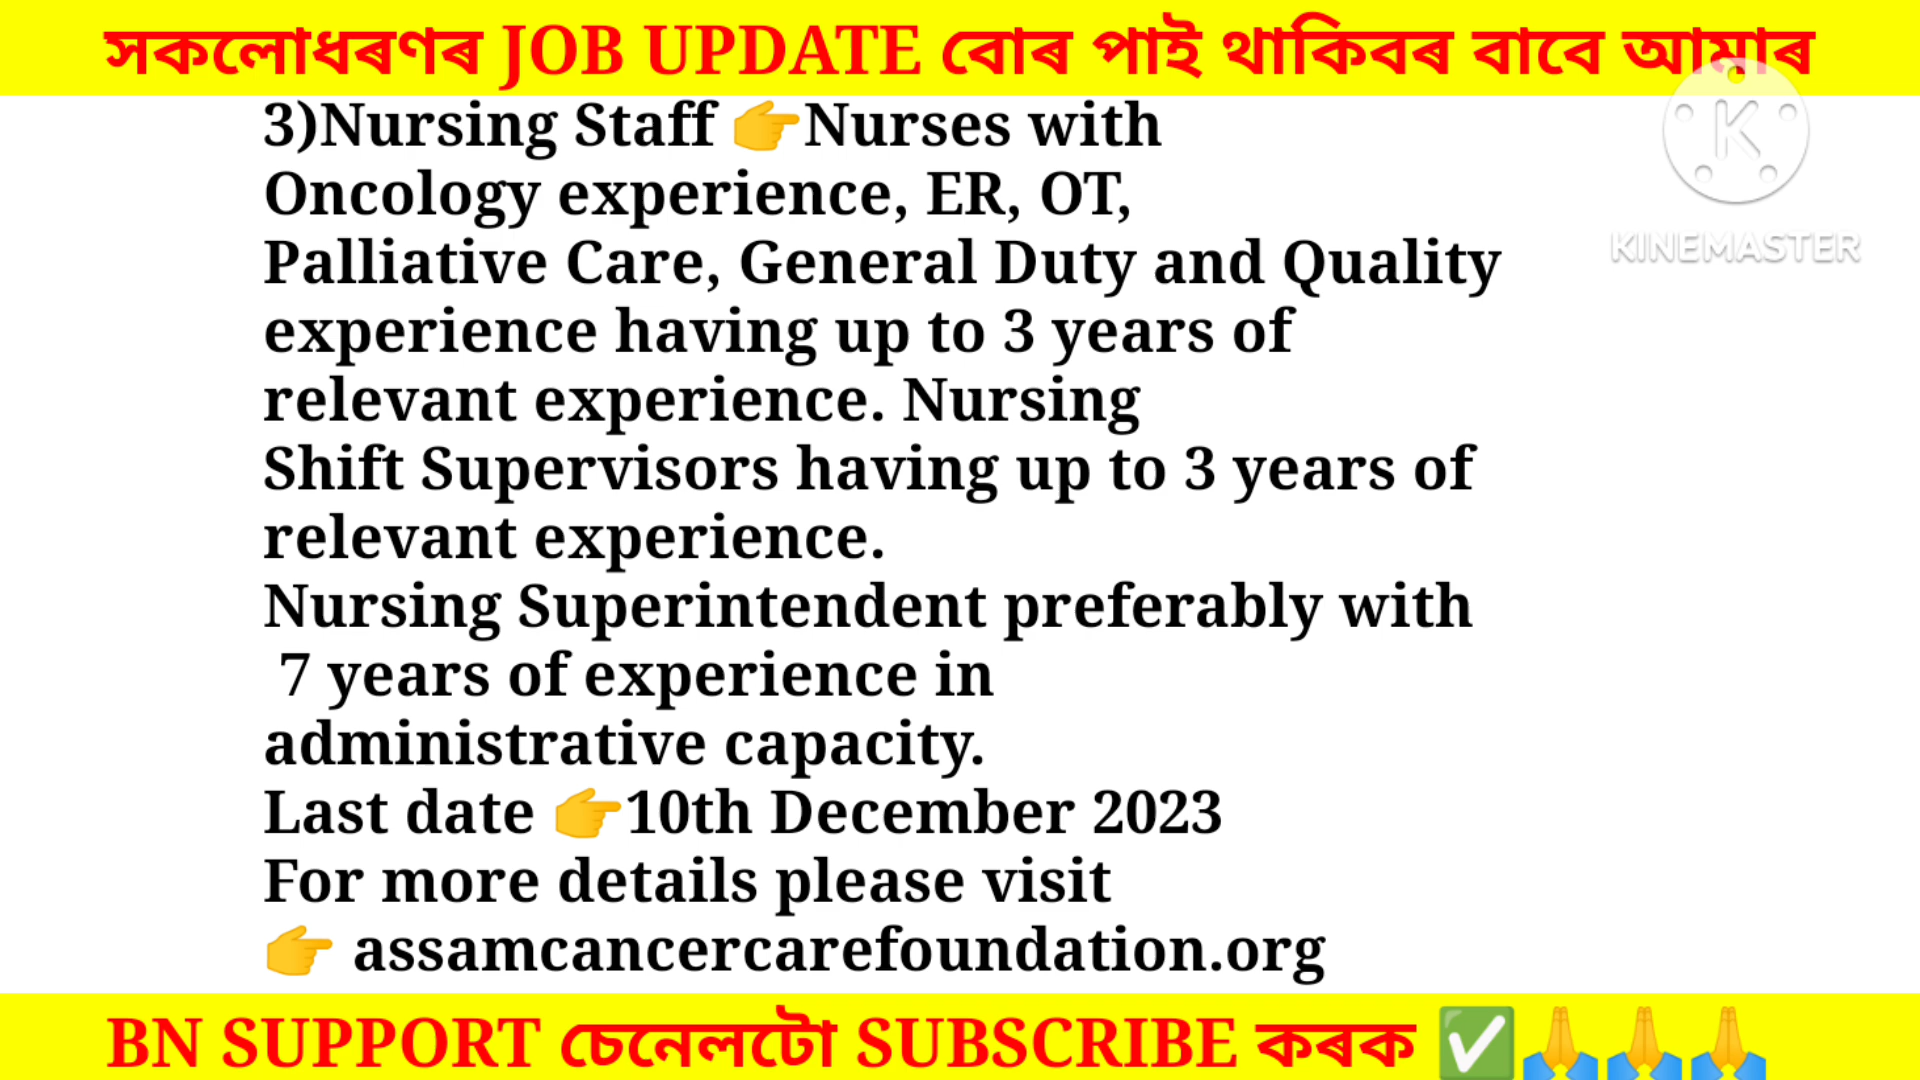 সকলোধৰণৰ JOB UPDATE বোৰ পাই থাকিবৰ বাবে আমাৰ
3)Nursing Staff 👉Nurses with
Oncology experience, ER, OT,
Palliative Care, General Duty and Quality
experience having up to 3 years of
relevant experience. Nursing
Shift Supervisors having up to 3 years of
relevant experience.
Nursing Superintendent preferably with
7 years of experience in
administrative capacity.
Last date 👉10th December 2023
For more details please visit
👉 assamcancercarefoundation.org
BN SUPPORT চেনেলটো SUBSCRIBE কৰক ✅🙏🙏🙏
K
KINEMASTER